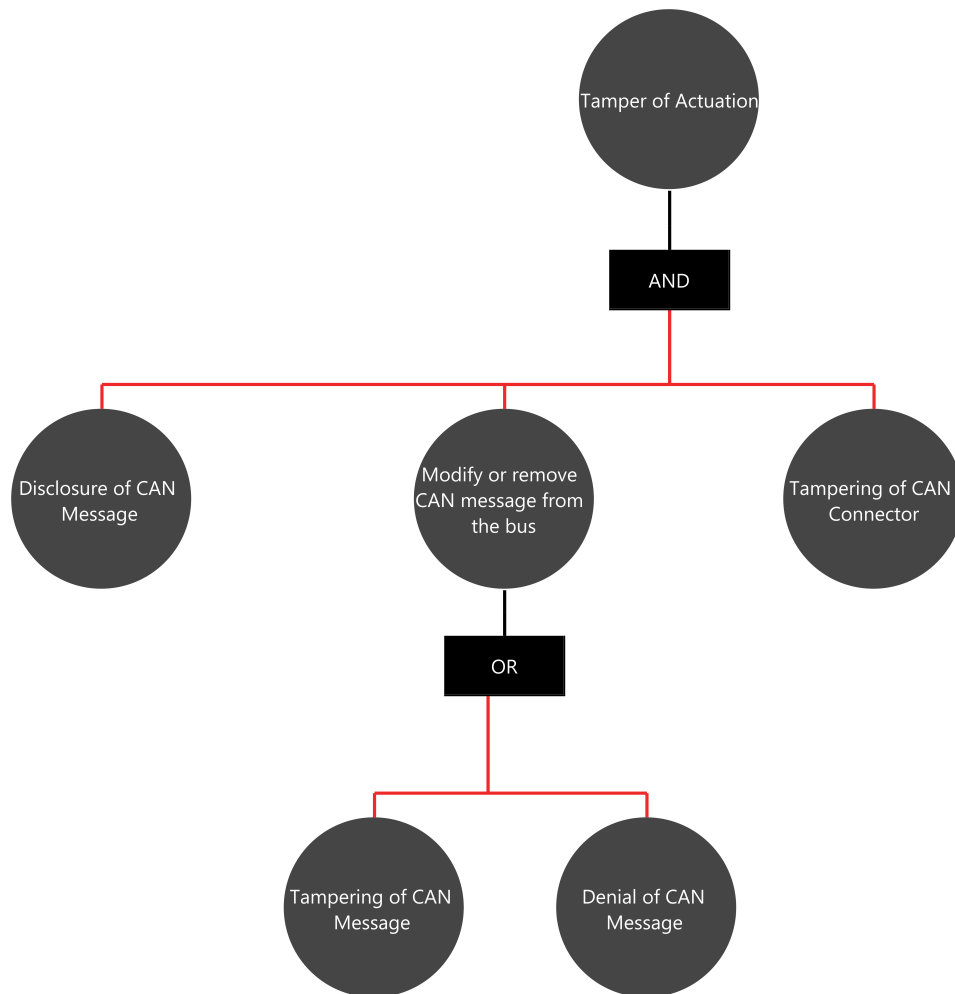 Tamper of Actuation
AND
Disclosure of CAN
Message
Modify or remove
CAN message from
the bus
Tampering of CAN
Connector
OR
Tampering of CAN
Message
Denial of CAN
Message